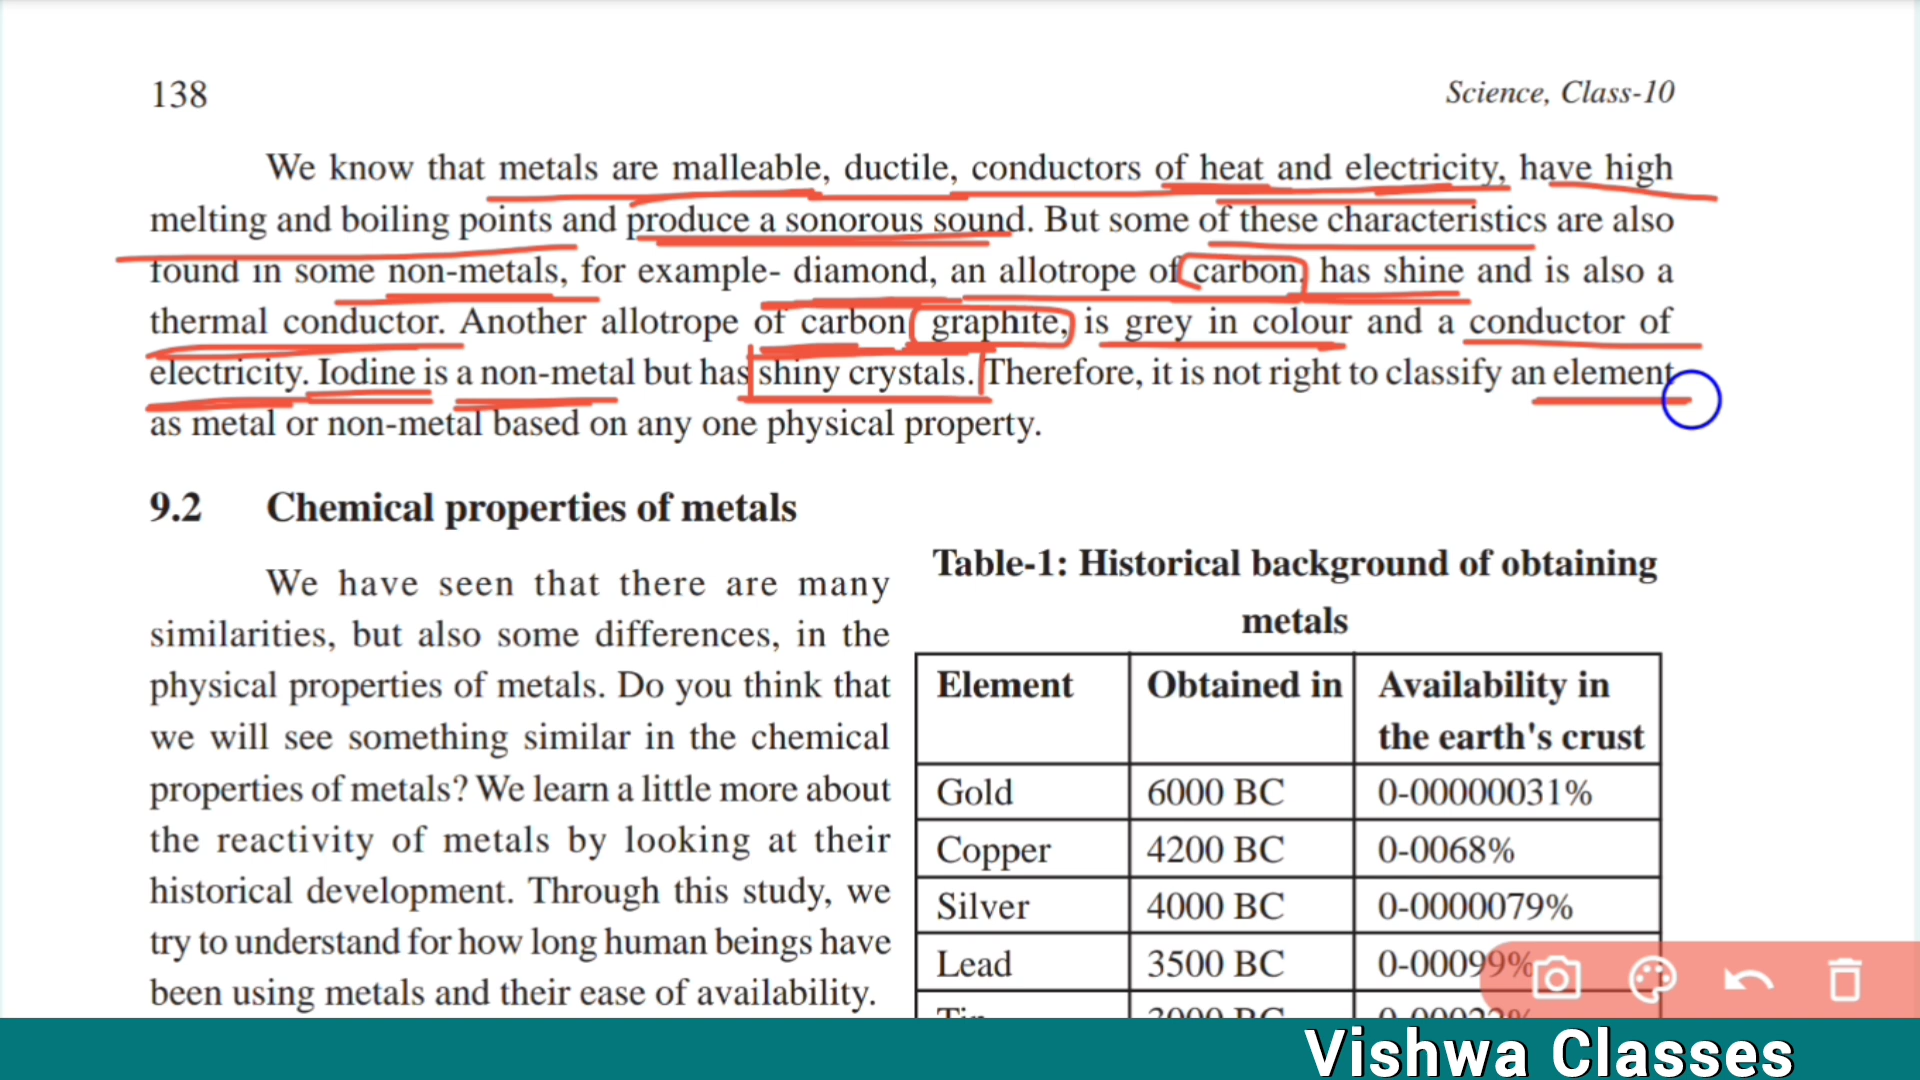 138
Science, Class-10
We know that metals are malleable, ductile, conductors of heat and electricity, have high
melting and boiling points and produce a sonorous sound. But some of these characteristics are also
found in some non-metals, for example- diamond, an allotrope of carbon, has shine and is also a
thermal conductor. Another allotrope of carbon graphite, is grey in colour and a conductor of
electricity. Iodine is a non-metal but has shiny crystals. Therefore, it is not right to classify an element
as metal or non-metal based on any one physical property.
9.2 Chemical properties of metals
We have seen that there are many
similarities, but also some differences, in the
physical properties of metals. Do you think that
we will see something similar in the chemical
properties of metals? We learn a little more about
the reactivity of metals by looking at their
historical development. Through this study, we
try to understand for how long human beings have
been using metals and their ease of availability.
Table-1: Historical background of obtaining
metals
Element Obtained in Availability in
the earth's crust
Gold 6000 BC 0-00000031%
Copper 4200 BC 0-0068%
Silver 4000 BC 0-0000079%
Lead 3500 BC 0-00099%
Vishwa Classes